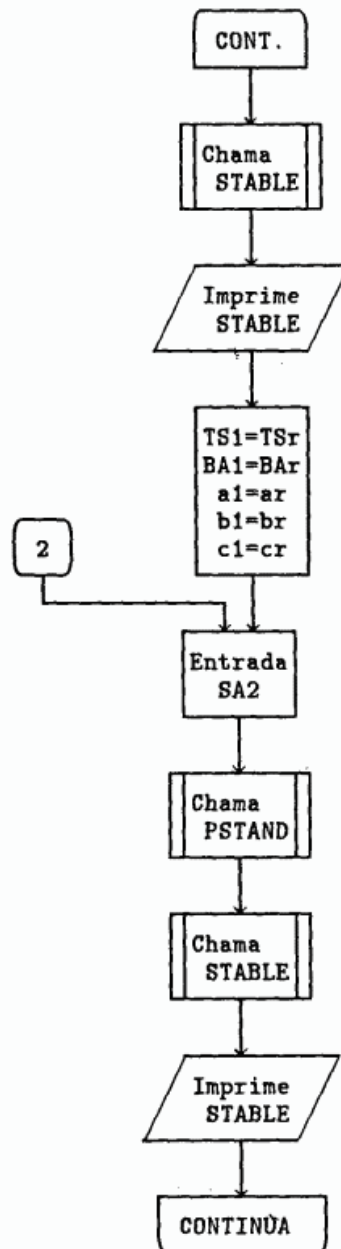 CONT.
Chama
STABLE
Imprime
STABLE
TS1=TSr
BA1=BAr
a1=ar
b1=br
c1=cr
2
Entrada
SA2
Chama
PSTAND
Chama
STABLE
Imprime
STABLE
CONTINÙA